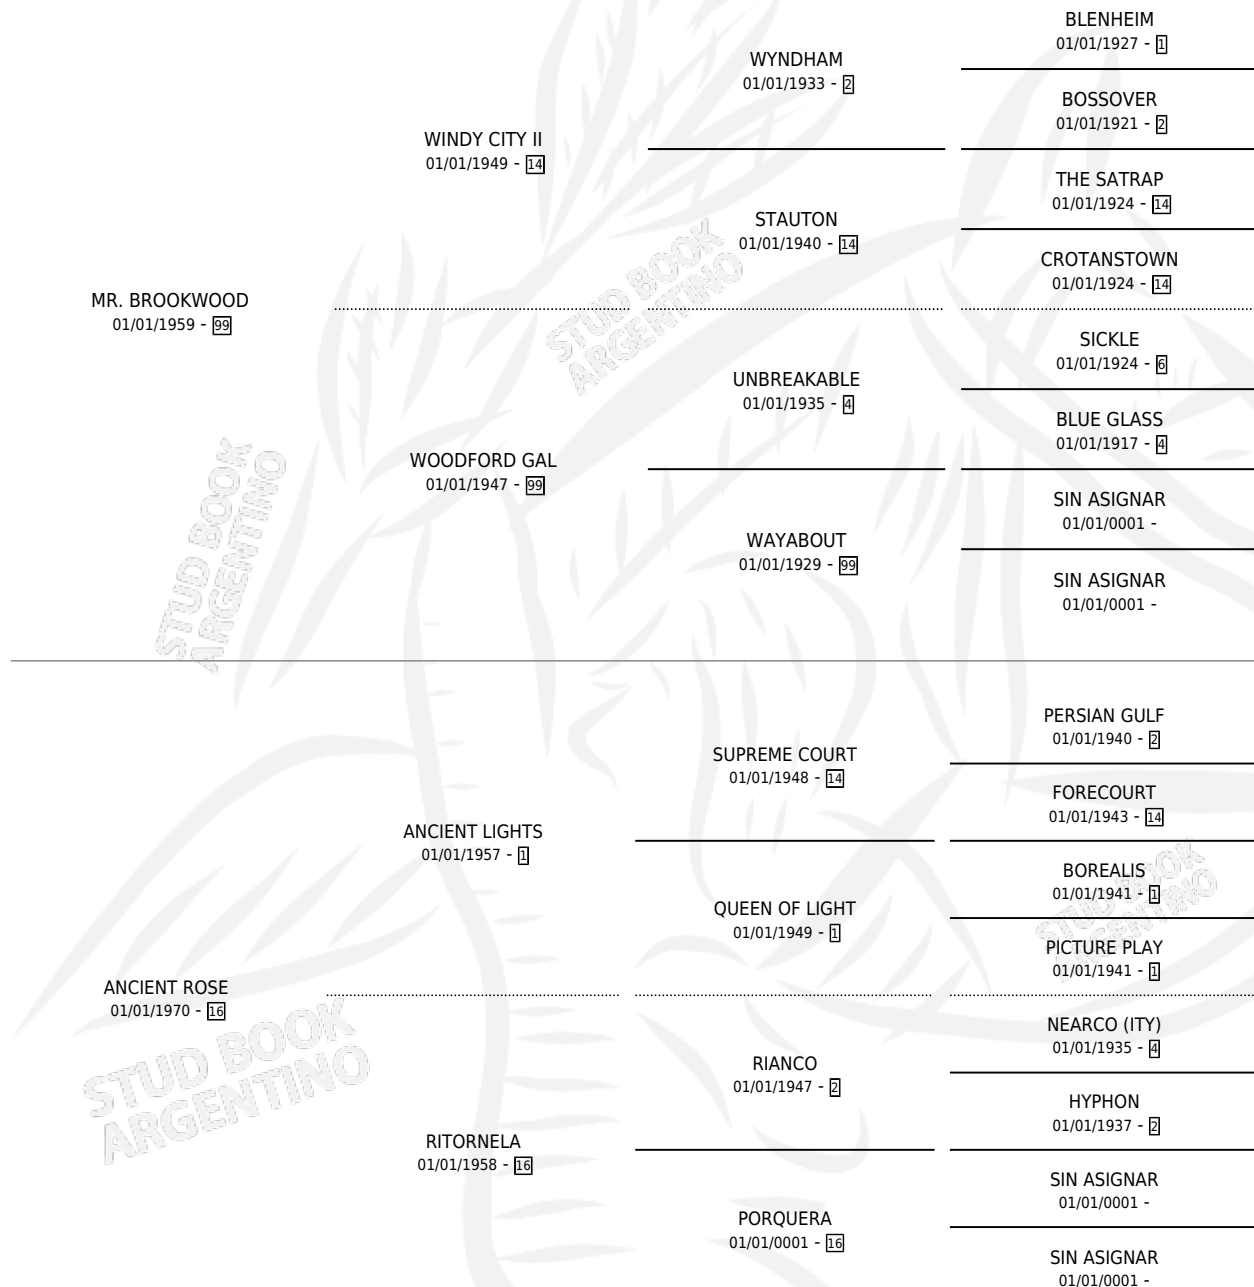 BLENHEIM
01/01/1927 - 1
WYNDHAM
01/01/1933 - 2
BOSSOVER
01/01/1921 - 2
WINDY CITY II
01/01/1949 - 14
THE SATRAP
01/01/1924 - 14
STAUTON
01/01/1940 - 14
CROTANSTOWN
01/01/1924 - 14
MR. BROOKWOOD
01/01/1959 - 99
SICKLE
01/01/1924 - 6
UNBREAKABLE
01/01/1935 - 4
BLUE GLASS
01/01/1917 - 4
WOODFORD GAL
01/01/1947 - 99
SIN ASIGNAR
01/01/0001 -
WAYABOUT
01/01/1929 - 99
SIN ASIGNAR
01/01/0001 -
PERSIAN GULF
01/01/1940 - 2
SUPREME COURT
01/01/1948 - 14
FORECOURT
01/01/1943 - 14
ANCIENT LIGHTS
01/01/1957 - 1
BOREALIS
01/01/1941 - 1
QUEEN OF LIGHT
01/01/1949 - 1
PICTURE PLAY
01/01/1941 - 1
ANCIENT ROSE
01/01/1970 - 16
NEARCO (ITY)
01/01/1935 - 4
RIANCO
01/01/1947 - 2
HYPHON
01/01/1937 - 2
RITORNELA
01/01/1958 - 16
SIN ASIGNAR
01/01/0001 -
PORQUERA
01/01/0001 - 16
SIN ASIGNAR
01/01/0001 -
STUD BOOK
ARGENTINO
STUD BOOK
ARGENTINO
STUD BOOK
ARGENTINO
STUD BOOK
ARGENTINO